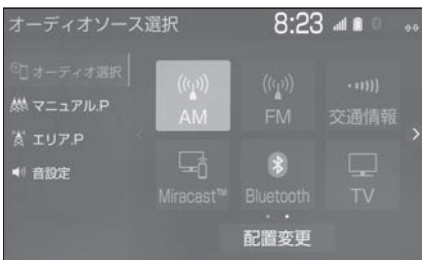 オーディオソース選択 8:23
オーディオ選択
マニュアル.P
エリア.P
音設定
AM FM 交通情報
Miracast™ Bluetooth TV
配置変更